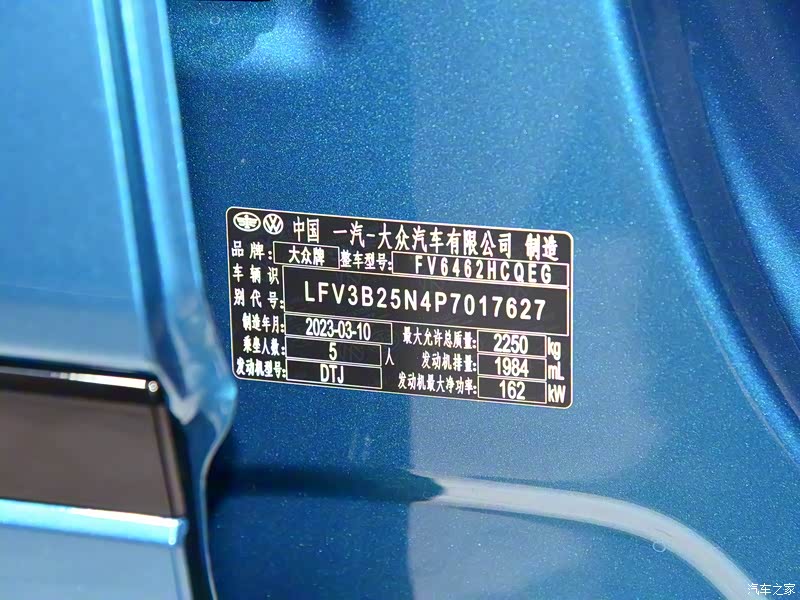 中国 一汽-大众汽车有限公司 制造
品牌: 大众牌 整车型号: FV6462HCQEG
车辆识别代号: LFV3B25N4P7017627
制造年月: 2023-03-10 最大允许总质量: 2250 kg
乘坐人数: 5 人 发动机排量: 1984 mL
发动机型号: DTJ 发动机最大净功率: 162 kW
汽车之家